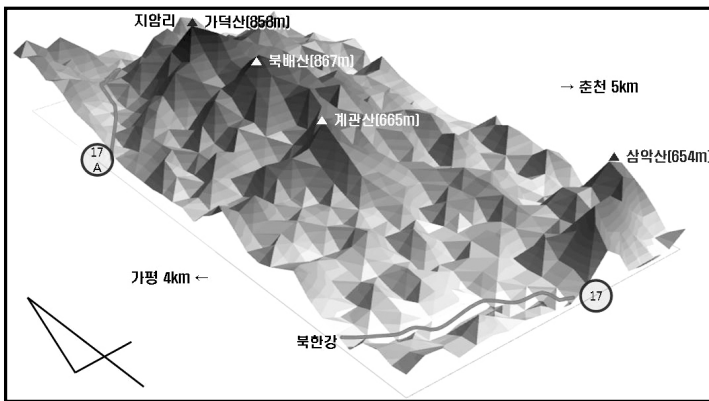 지암리 ▲ 가덕산(858m)
▲ 북배산(867m)
→ 춘천 5km
▲ 계관산(665m)
17
A
▲ 삼악산(654m)
가평 4km ←
17
북한강